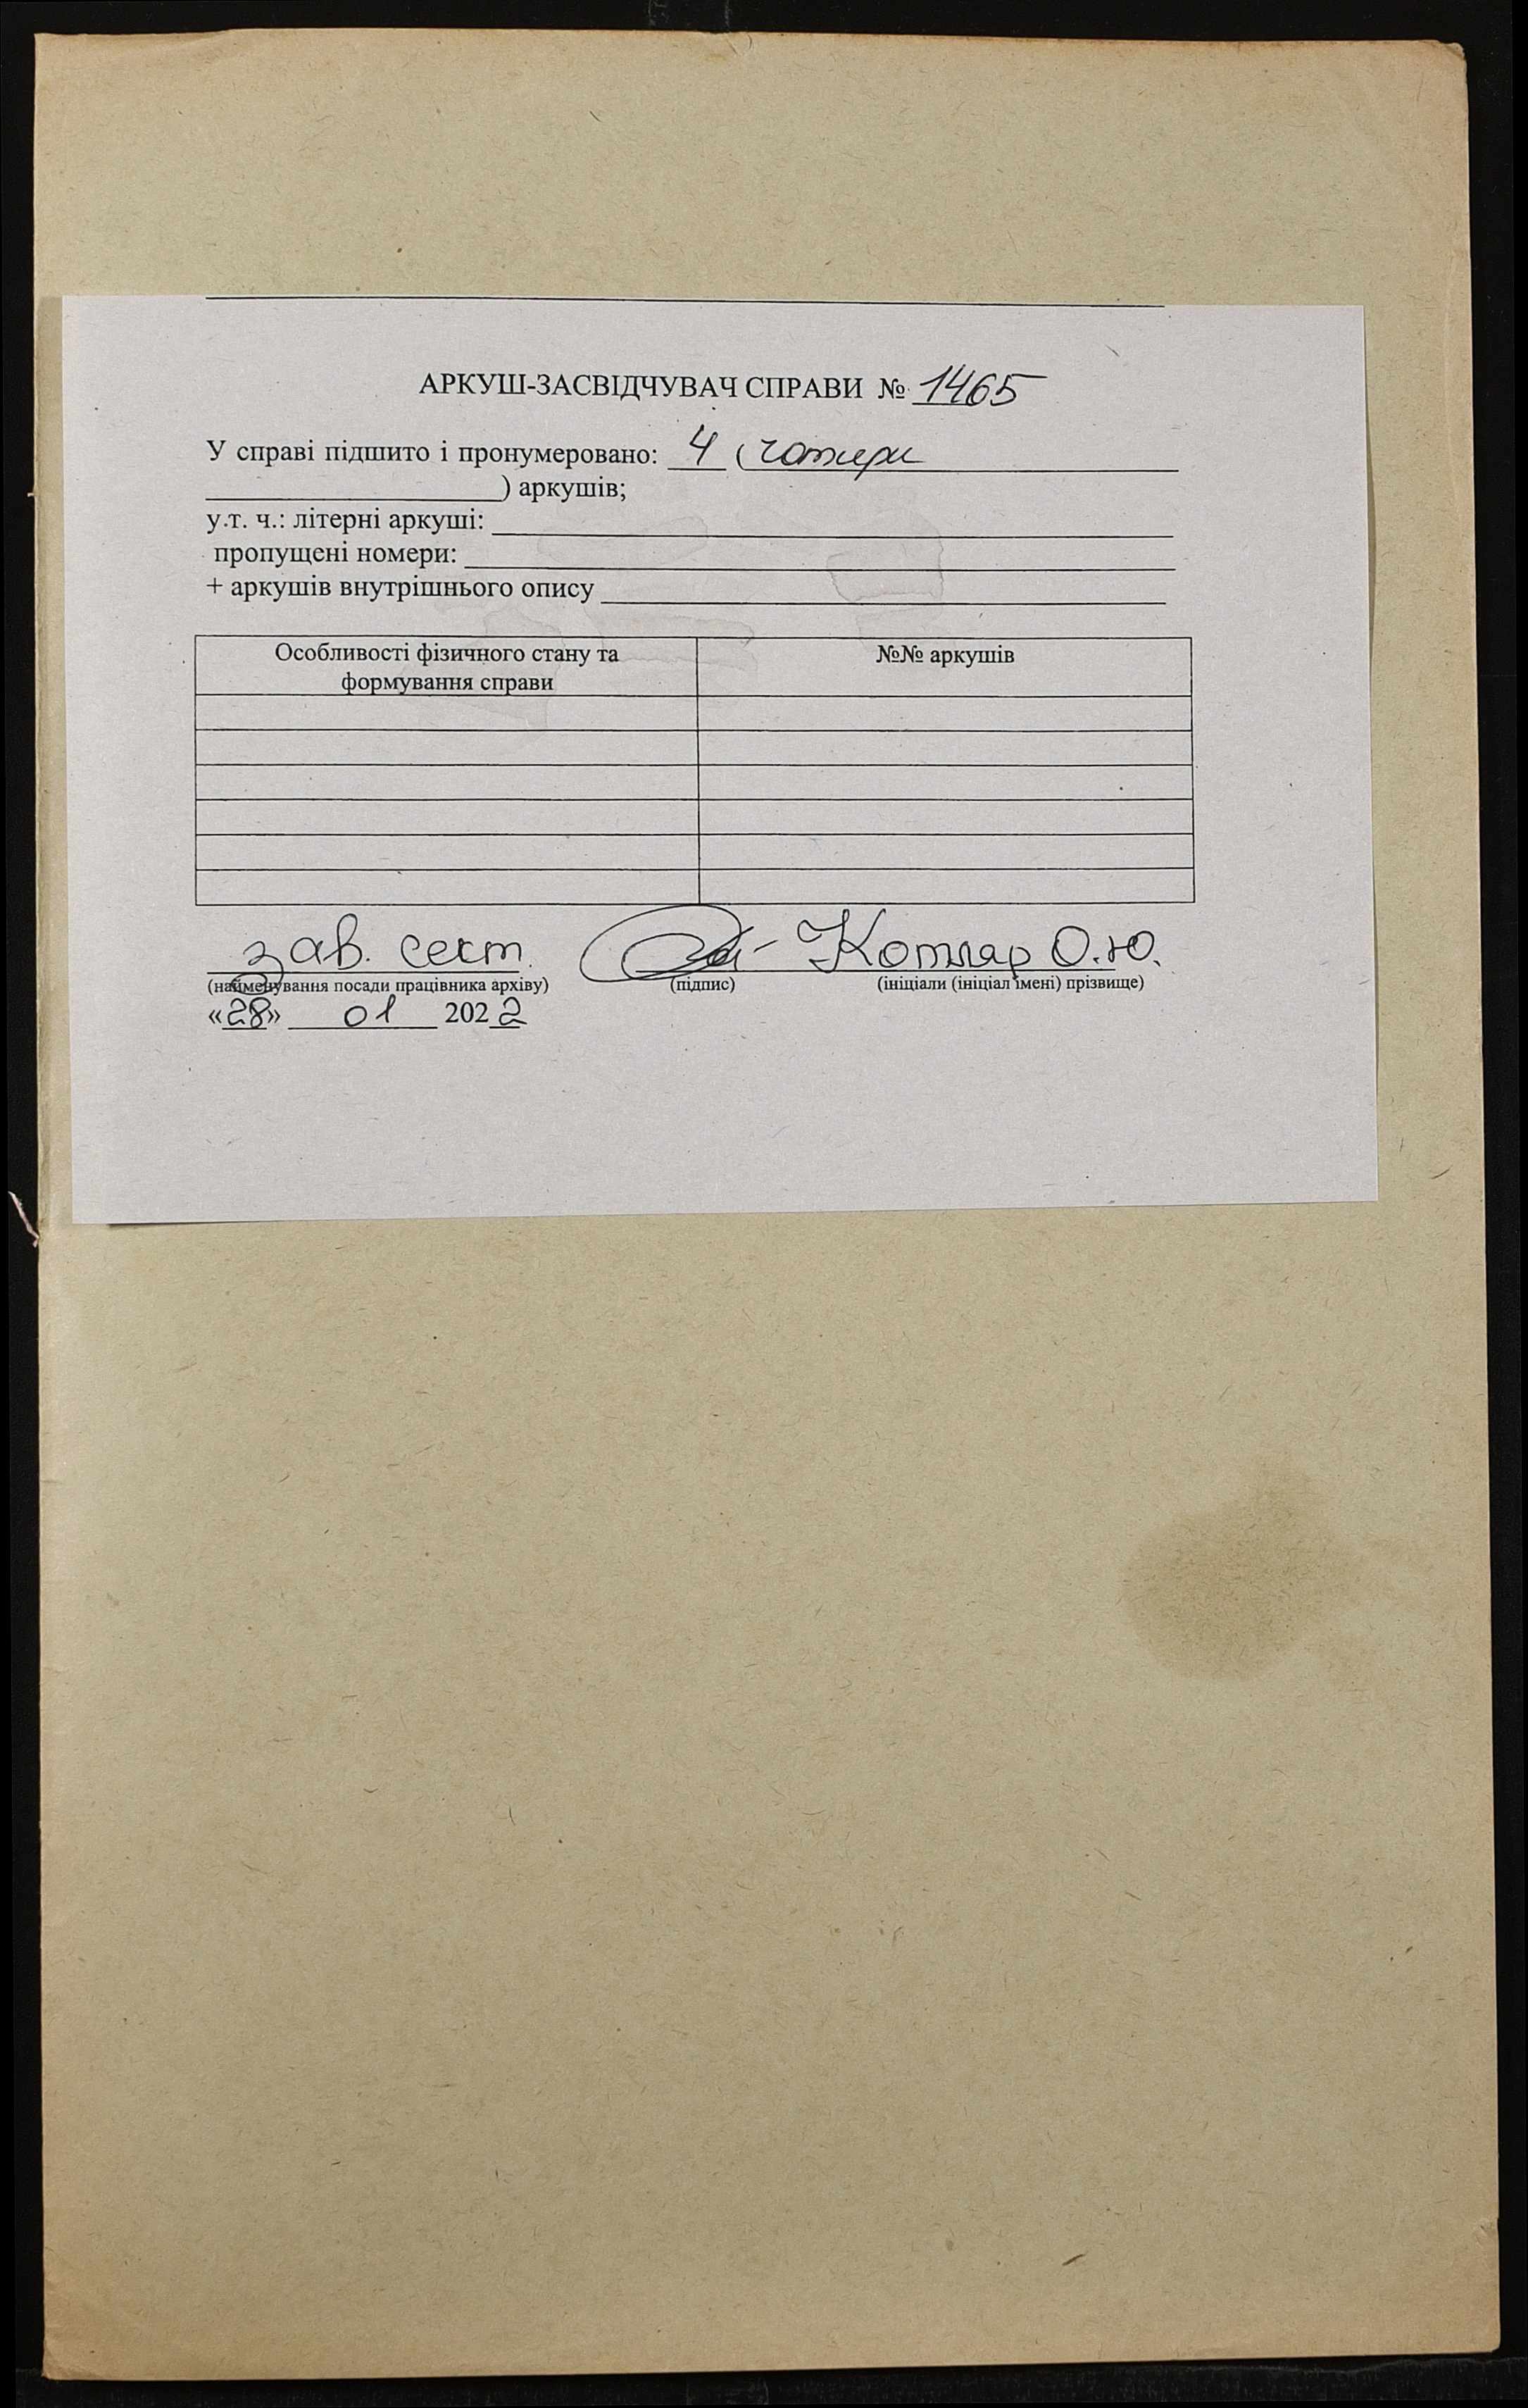 АРКУШ-ЗАСВІДЧУВАЧ СПРАВИ № 1465
У справі підшито і пронумеровано: 4 (чотири
) аркушів;
у.т. ч.: літерні аркуші:
пропущені номери:
+ аркушів внутрішнього опису
Особливості фізичного стану та
формування справи
№№ аркушів
зав. сект. Котляр О.Ю.
(найменування посади працівника архіву) (підпис) (ініціали (ініціал імені) прізвище)
«28» 01 2022